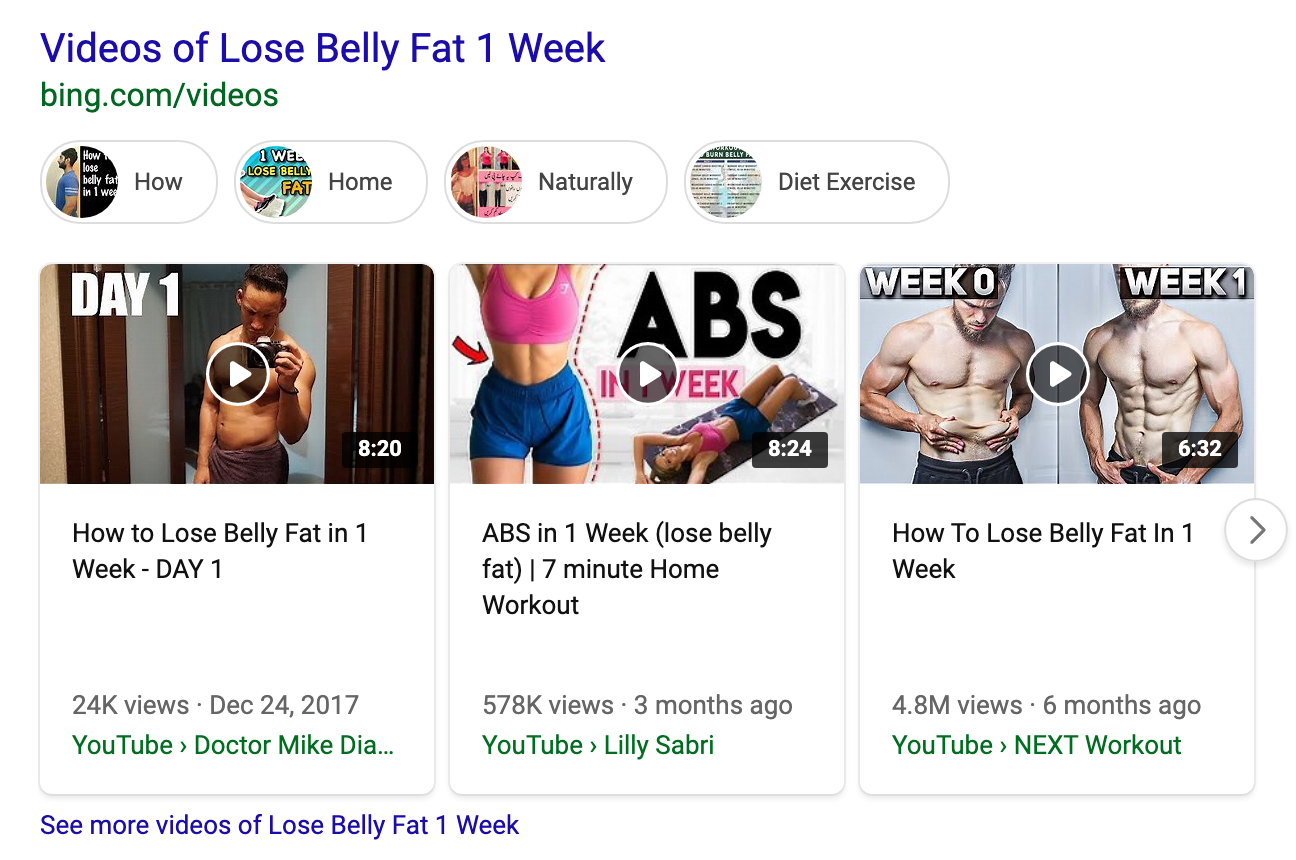 Videos of Lose Belly Fat 1 Week
bing.com/videos
How
lose
belly fat
in 1 week
How
1 WEE
LOSE BELLY
FAT
Home
Naturally
BURN BELLY F
Diet Exercise
DAY 1
8:20
ABS
IN 1 WEEK
8:24
WEEK 0
WEEK 1
6:32
How to Lose Belly Fat in 1
Week - DAY 1
24K views · Dec 24, 2017
YouTube › Doctor Mike Dia...
ABS in 1 Week (lose belly
fat) | 7 minute Home
Workout
578K views · 3 months ago
YouTube › Lilly Sabri
How To Lose Belly Fat In 1
Week
4.8M views · 6 months ago
YouTube › NEXT Workout
See more videos of Lose Belly Fat 1 Week